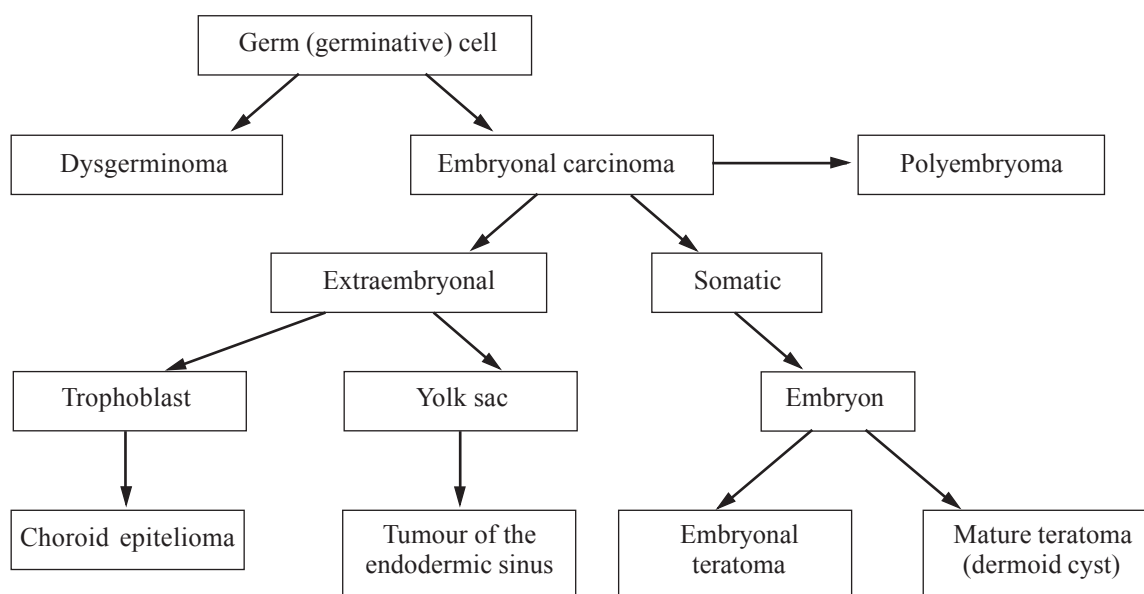 Germ (germinative) cell
Dysgerminoma
Embryonal carcinoma
Polyembryoma
Extraembryonal
Somatic
Trophoblast
Yolk sac
Embryon
Choroid epitelioma
Tumour of the
endodermic sinus
Embryonal
teratoma
Mature teratoma
(dermoid cyst)